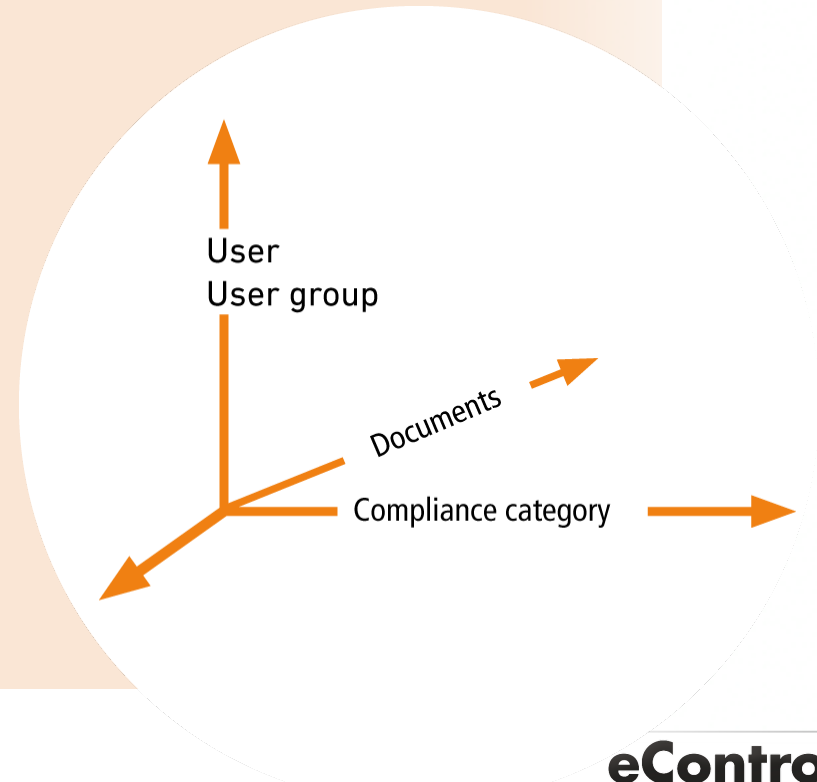 User
User group
Documents
Compliance category
eContro